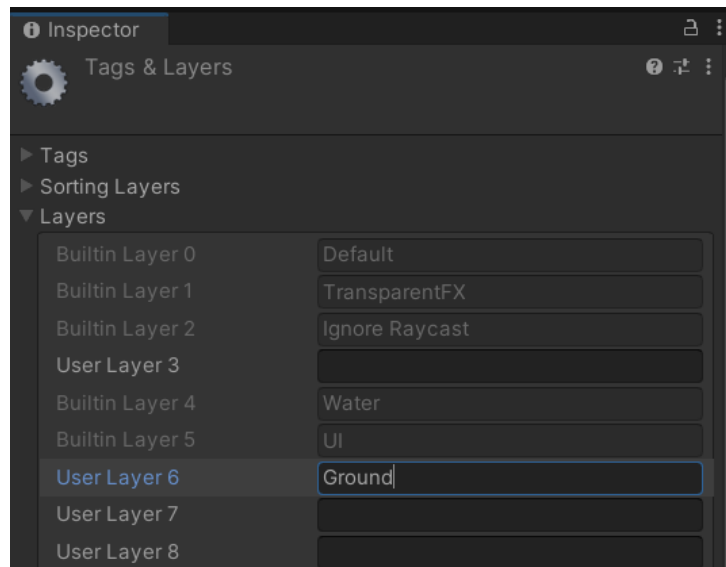 Inspector
Tags & Layers
Tags
Sorting Layers
Layers
Builtin Layer 0 Default
Builtin Layer 1 TransparentFX
Builtin Layer 2 Ignore Raycast
User Layer 3
Builtin Layer 4 Water
Builtin Layer 5 UI
User Layer 6 Ground
User Layer 7
User Layer 8